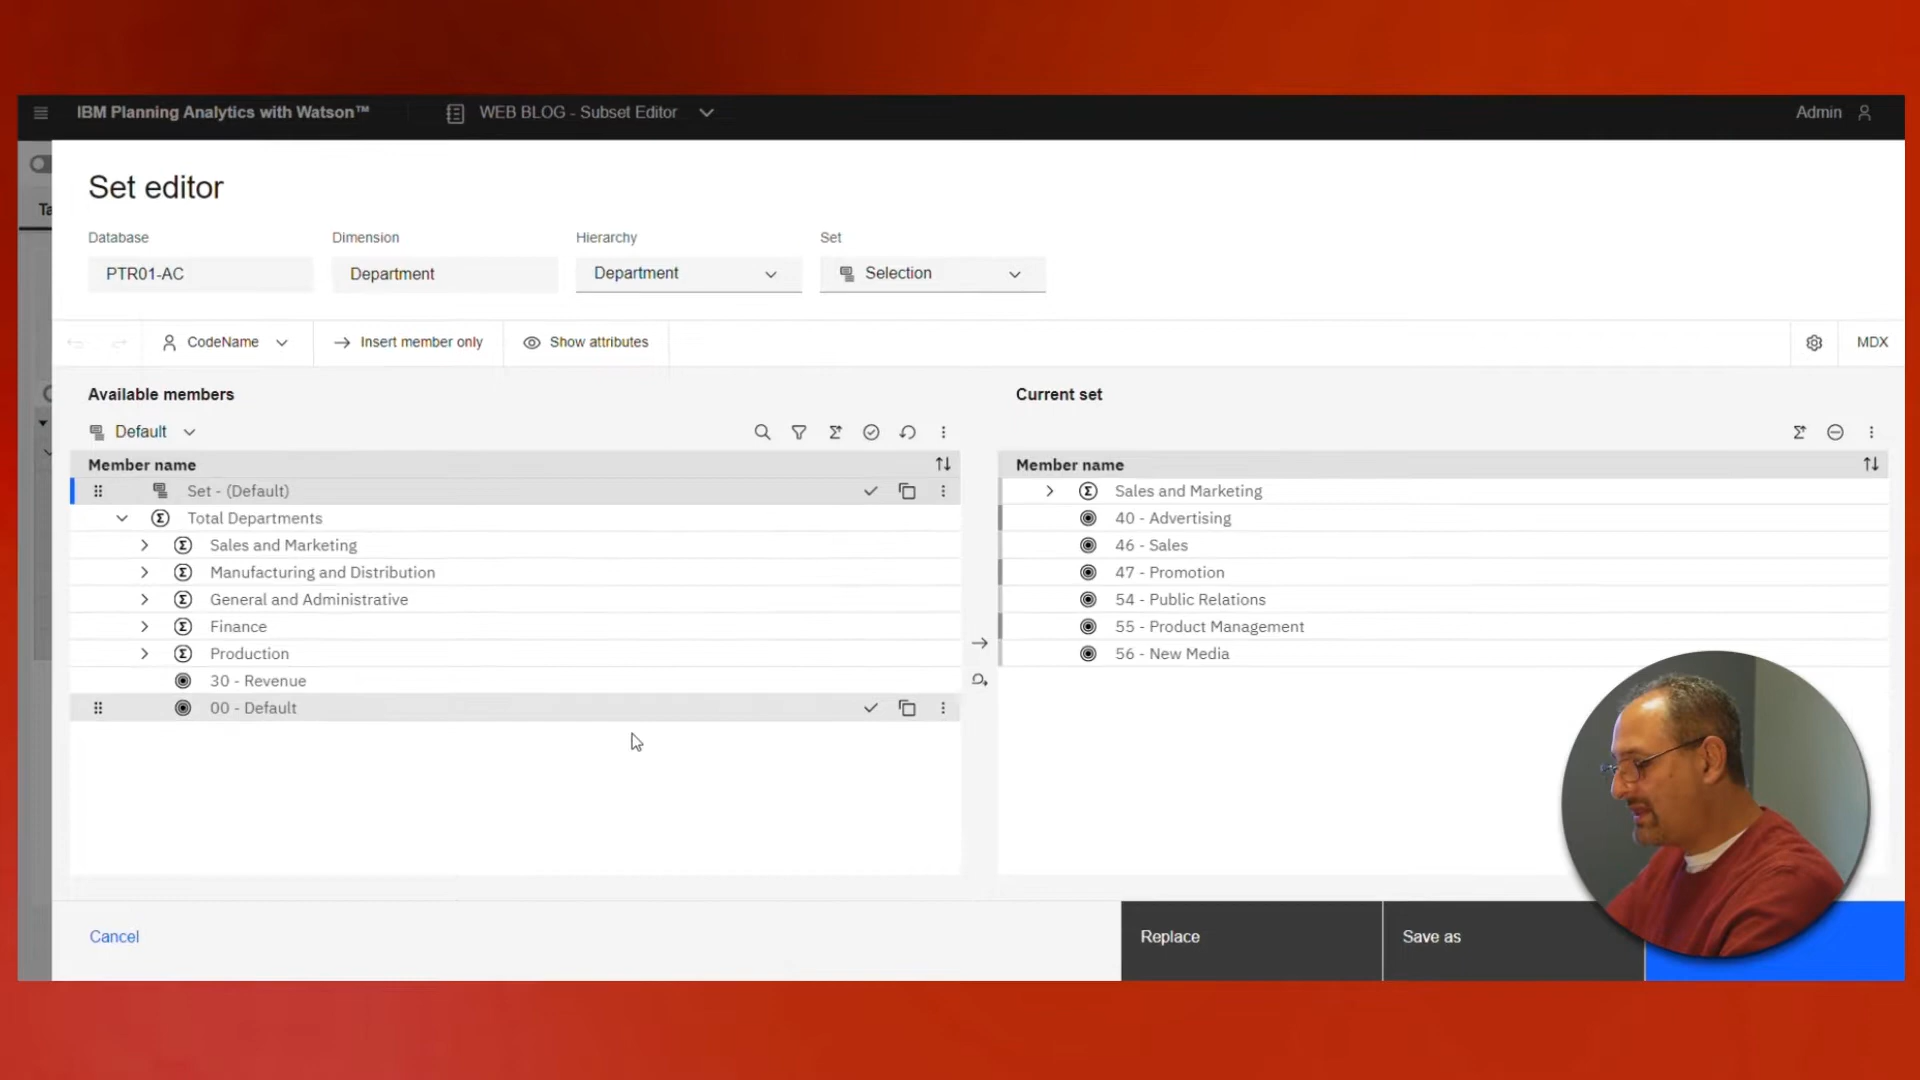 IBM Planning Analytics with Watson™
WEB BLOG - Subset Editor
Admin
Ta
Set editor
Database
Dimension
Hierarchy
Set
PTR01-AC
Department
Department
Selection
CodeName
Insert member only
Show attributes
MDX
Available members
Default
Member name
Set - (Default)
Total Departments
Sales and Marketing
Manufacturing and Distribution
General and Administrative
Finance
Production
30 - Revenue
00 - Default
Current set
Member name
Sales and Marketing
40 - Advertising
46 - Sales
47 - Promotion
54 - Public Relations
55 - Product Management
56 - New Media
Cancel
Replace
Save as